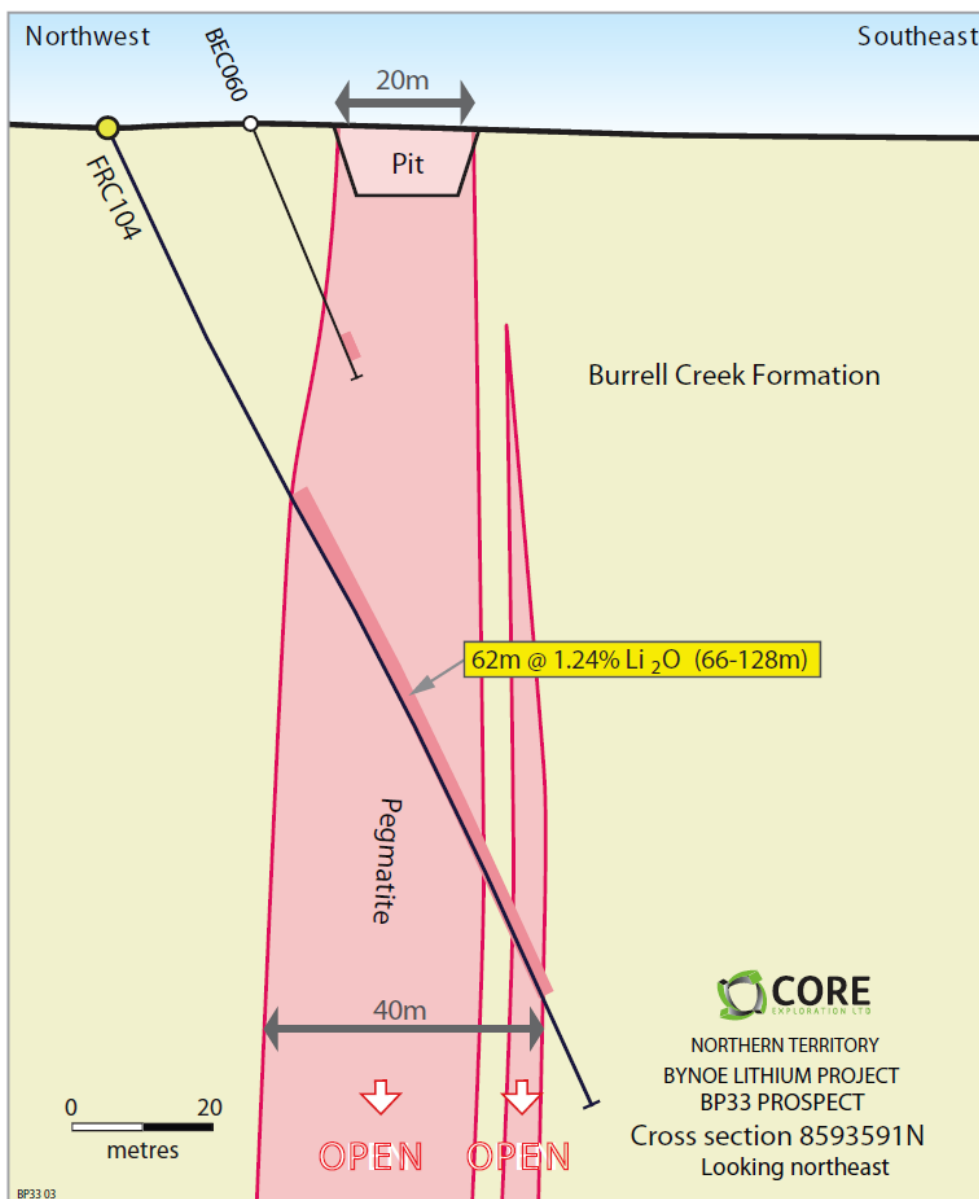 Northwest
Southeast
BEC060
20m
FRC104
Pit
Burrell Creek Formation
62m @ 1.24% Li₂O (66-128m)
Pegmatite
40m
CORE
EXPLORATION LTD
NORTHERN TERRITORY
BYNOE LITHIUM PROJECT
BP33 PROSPECT
Cross section 8593591N
Looking northeast
0 20
metres
OPEN OPEN
BP33 03